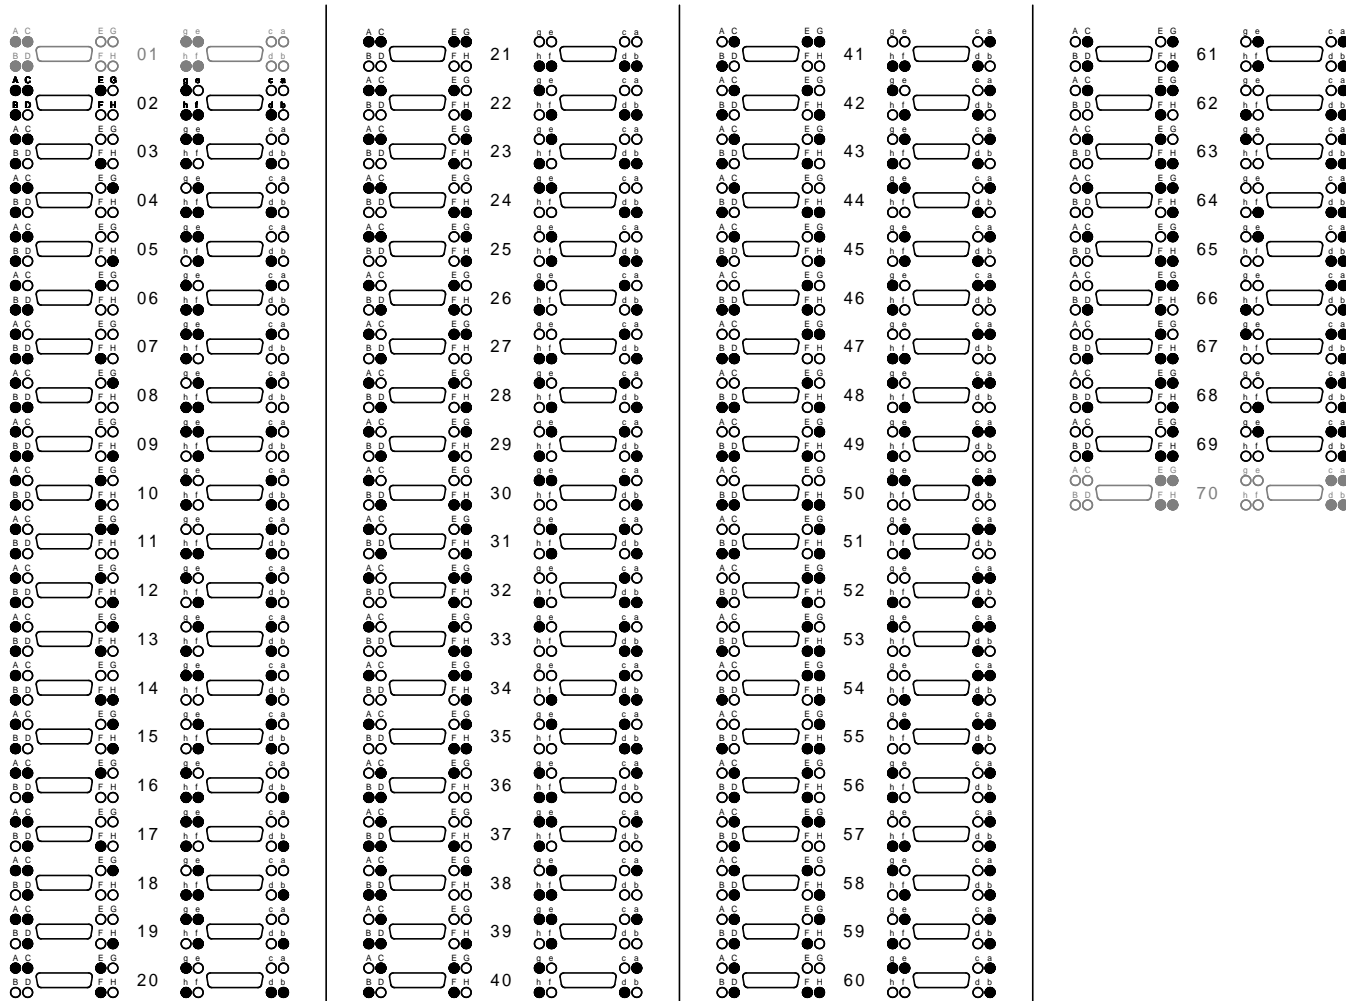 A C E G g e c a
B D F H 01 h f d b
A C E G g e c a
B D F H 02 h f d b
A C E G g e c a
B D F H 03 h f d b
A C E G g e c a
B D F H 04 h f d b
A C E G g e c a
B D F H 05 h f d b
A C E G g e c a
B D F H 06 h f d b
A C E G g e c a
B D F H 07 h f d b
A C E G g e c a
B D F H 08 h f d b
A C E G g e c a
B D F H 09 h f d b
A C E G g e c a
B D F H 10 h f d b
A C E G g e c a
B D F H 11 h f d b
A C E G g e c a
B D F H 12 h f d b
A C E G g e c a
B D F H 13 h f d b
A C E G g e c a
B D F H 14 h f d b
A C E G g e c a
B D F H 15 h f d b
A C E G g e c a
B D F H 16 h f d b
A C E G g e c a
B D F H 17 h f d b
A C E G g e c a
B D F H 18 h f d b
A C E G g e c a
B D F H 19 h f d b
A C E G g e c a
B D F H 20 h f d b
A C E G g e c a
B D F H 21 h f d b
A C E G g e c a
B D F H 22 h f d b
A C E G g e c a
B D F H 23 h f d b
A C E G g e c a
B D F H 24 h f d b
A C E G g e c a
B D F H 25 h f d b
A C E G g e c a
B D F H 26 h f d b
A C E G g e c a
B D F H 27 h f d b
A C E G g e c a
B D F H 28 h f d b
A C E G g e c a
B D F H 29 h f d b
A C E G g e c a
B D F H 30 h f d b
A C E G g e c a
B D F H 31 h f d b
A C E G g e c a
B D F H 32 h f d b
A C E G g e c a
B D F H 33 h f d b
A C E G g e c a
B D F H 34 h f d b
A C E G g e c a
B D F H 35 h f d b
A C E G g e c a
B D F H 36 h f d b
A C E G g e c a
B D F H 37 h f d b
A C E G g e c a
B D F H 38 h f d b
A C E G g e c a
B D F H 39 h f d b
A C E G g e c a
B D F H 40 h f d b
A C E G g e c a
B D F H 41 h f d b
A C E G g e c a
B D F H 42 h f d b
A C E G g e c a
B D F H 43 h f d b
A C E G g e c a
B D F H 44 h f d b
A C E G g e c a
B D F H 45 h f d b
A C E G g e c a
B D F H 46 h f d b
A C E G g e c a
B D F H 47 h f d b
A C E G g e c a
B D F H 48 h f d b
A C E G g e c a
B D F H 49 h f d b
A C E G g e c a
B D F H 50 h f d b
A C E G g e c a
B D F H 51 h f d b
A C E G g e c a
B D F H 52 h f d b
A C E G g e c a
B D F H 53 h f d b
A C E G g e c a
B D F H 54 h f d b
A C E G g e c a
B D F H 55 h f d b
A C E G g e c a
B D F H 56 h f d b
A C E G g e c a
B D F H 57 h f d b
A C E G g e c a
B D F H 58 h f d b
A C E G g e c a
B D F H 59 h f d b
A C E G g e c a
B D F H 60 h f d b
A C E G g e c a
B D F H 61 h f d b
A C E G g e c a
B D F H 62 h f d b
A C E G g e c a
B D F H 63 h f d b
A C E G g e c a
B D F H 64 h f d b
A C E G g e c a
B D F H 65 h f d b
A C E G g e c a
B D F H 66 h f d b
A C E G g e c a
B D F H 67 h f d b
A C E G g e c a
B D F H 68 h f d b
A C E G g e c a
B D F H 69 h f d b
A C E G g e c a
B D F H 70 h f d b